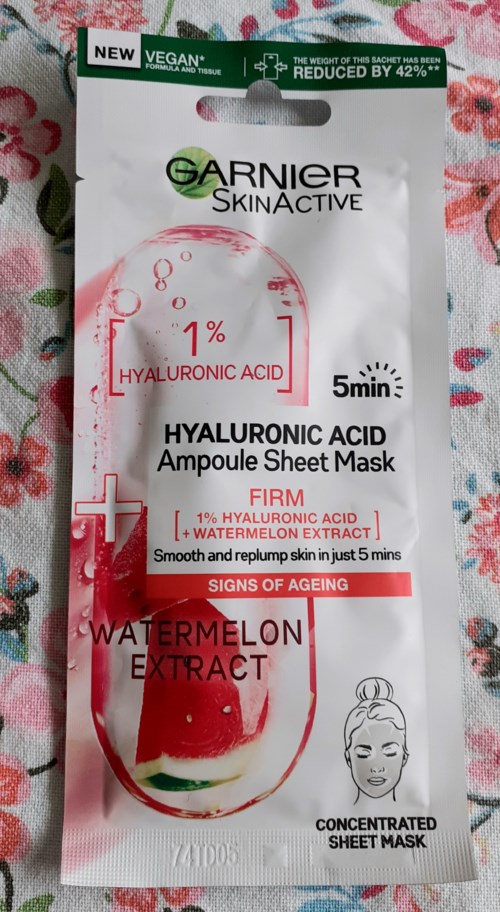 NEW
VEGAN*
FORMULA AND TISSUE
THE WEIGHT OF THIS SACHET HAS BEEN
REDUCED BY 42%**
GARNIER
SKINACTIVE
1%
HYALURONIC ACID
5min
HYALURONIC ACID
Ampoule Sheet Mask
FIRM
1% HYALURONIC ACID
+ WATERMELON EXTRACT
Smooth and replump skin in just 5 mins
SIGNS OF AGEING
WATERMELON
EXTRACT
CONCENTRATED
SHEET MASK